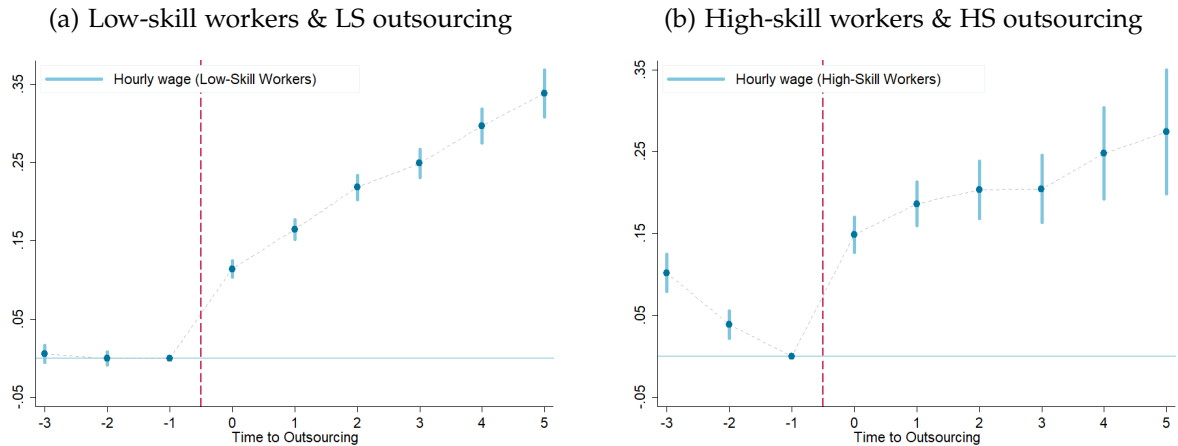 (a) Low-skill workers & LS outsourcing
Hourly wage (Low-Skill Workers)
.35
.25
.15
.05
-.05
-3 -2 -1 0 1 2 3 4 5
Time to Outsourcing
(b) High-skill workers & HS outsourcing
Hourly wage (High-Skill Workers)
.35
.25
.15
.05
-.05
-3 -2 -1 0 1 2 3 4 5
Time to Outsourcing